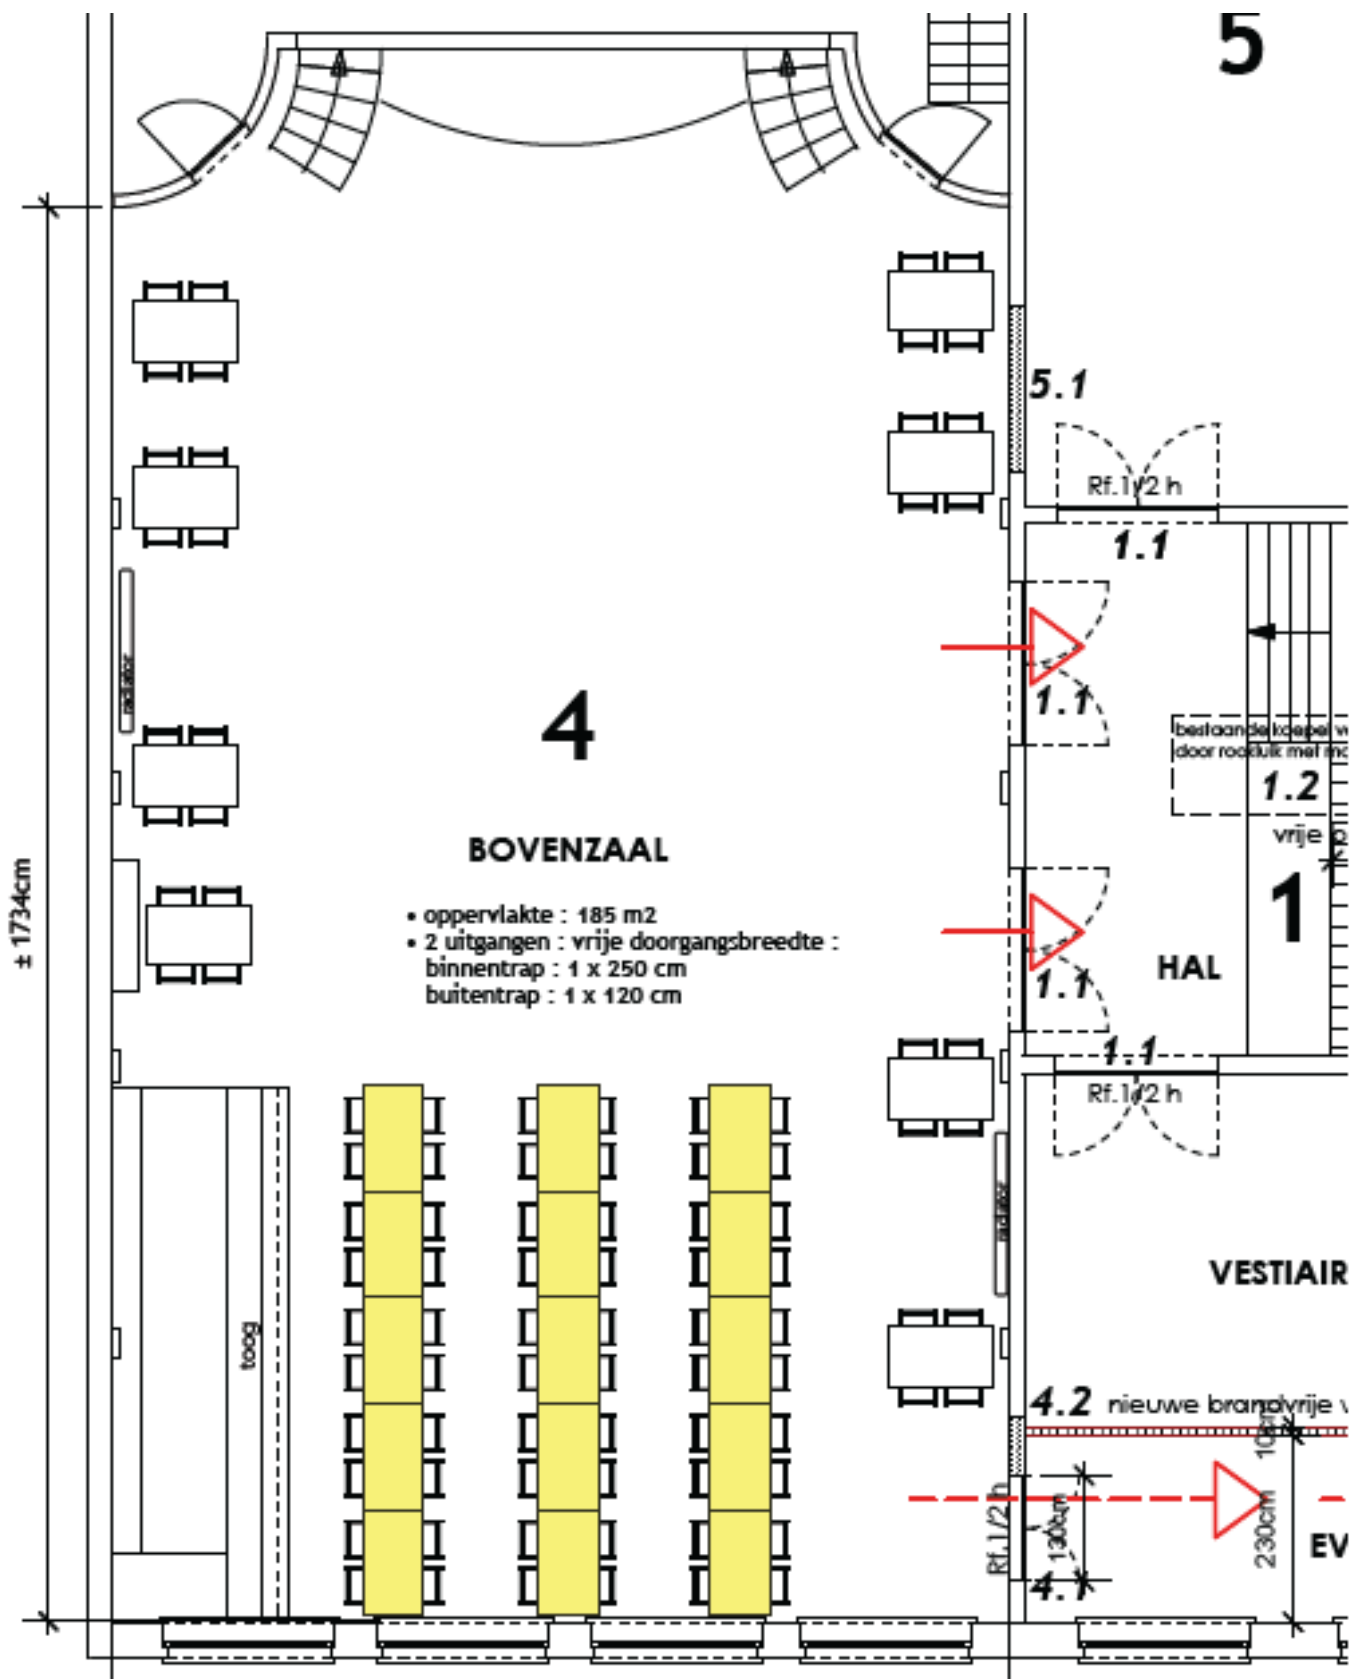 5
5.1
Rf.1/2 h
1.1
radiator
1.1
4
bestaande koepel
door rookluik met
1.2
BOVENZAAL
vrije
± 1734cm
1
• oppervlakte : 185 m2
• 2 uitgangen : vrije doorgangsbreedte :
binnentrap : 1 x 250 cm
buitentrap : 1 x 120 cm
HAL
1.1
1.1
Rf.1/2 h
radiator
VESTIAIR
toog
4.2 nieuwe brandvrije
Rf.1/2 h
130cm
230cm
EV
4.1